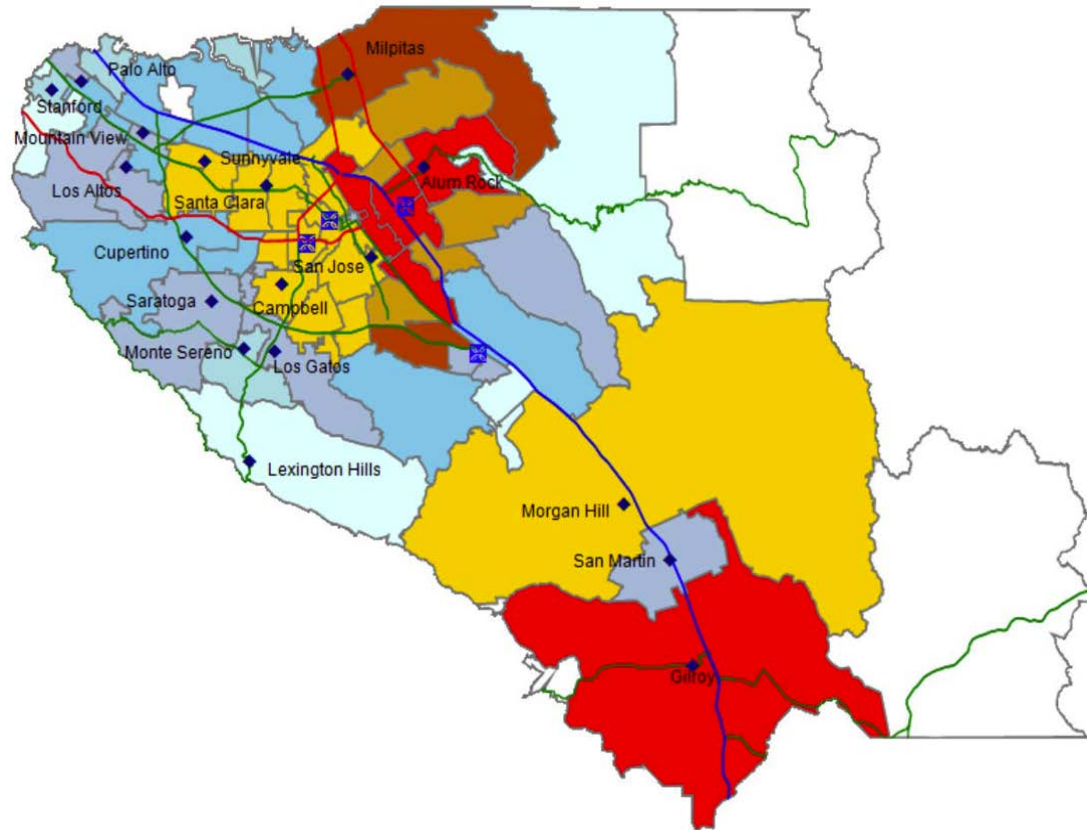 Milpitas
Palo Alto
Stanford
Mountain View
Sunnyvale
Alum Rock
Los Altos
Santa Clara
Cupertino
San Jose
Saratoga
Campbell
Monte Sereno
Los Gatos
Lexington Hills
Morgan Hill
San Martin
Gilroy